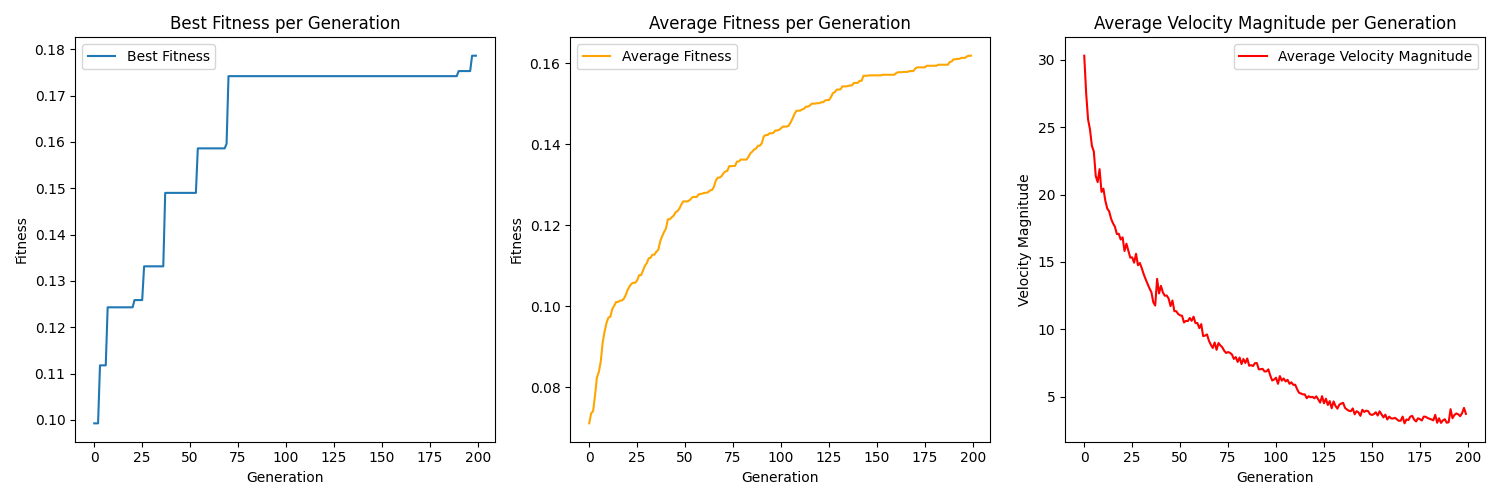 Best Fitness per Generation
Best Fitness
0.18
0.17
0.16
0.15
0.14
0.13
0.12
0.11
0.10
Fitness
0 25 50 75 100 125 150 175 200
Generation
Average Fitness per Generation
Average Fitness
0.16
0.14
0.12
0.10
0.08
Fitness
0 25 50 75 100 125 150 175 200
Generation
Average Velocity Magnitude per Generation
Average Velocity Magnitude
30
25
20
15
10
5
Velocity Magnitude
0 25 50 75 100 125 150 175 200
Generation